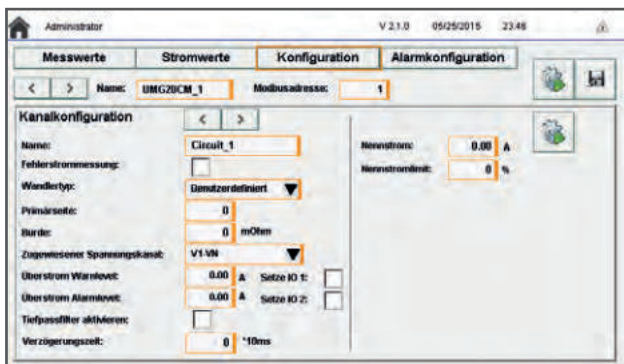 Administrator V 2.1.0 05/25/2015 23:46
Messwerte Stromwerte Konfiguration Alarmkonfiguration
< > Name: UMG20CM_1 Modbusadresse: 1
Kanalkonfiguration < >
Name: Circuit_1 Nennstrom: 0.00 A
Fehlerstrommessung: Nennstromlimit: 0 %
Wandlertyp: Benutzerdefiniert
Primärseite: 0
Burde: 0 mOhm
Zugewiesener Spannungskanal: V1-VN
Überstrom Warnlevel: 0.00 A Setze IO 1:
Überstrom Alarmlevel: 0.00 A Setze IO 2:
Tiefpassfilter aktivieren:
Verzögerungszeit: 0 *10ms